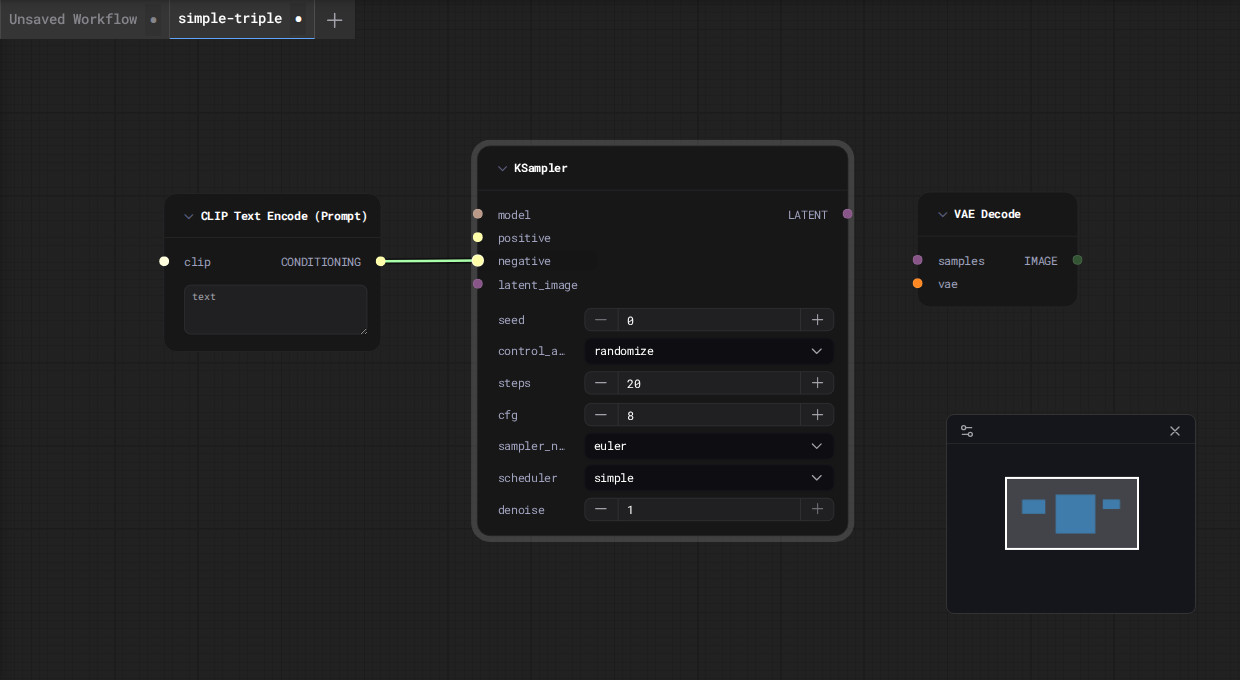 Unsaved Workflow
simple-triple
CLIP Text Encode (Prompt)
clip
CONDITIONING
text
KSampler
model
LATENT
positive
negative
latent_image
seed
0
control_a…
randomize
steps
20
cfg
8
sampler_n…
euler
scheduler
simple
denoise
1
VAE Decode
samples
IMAGE
vae